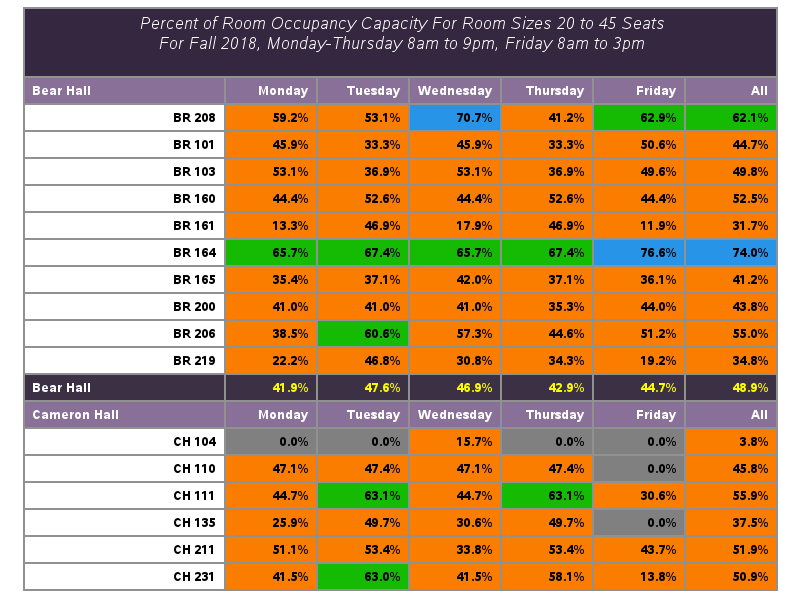 Percent of Room Occupancy Capacity For Room Sizes 20 to 45 Seats
For Fall 2018, Monday-Thursday 8am to 9pm, Friday 8am to 3pm
Bear Hall Monday Tuesday Wednesday Thursday Friday All
BR 208 59.2% 53.1% 70.7% 41.2% 62.9% 62.1%
BR 101 45.9% 33.3% 45.9% 33.3% 50.6% 44.7%
BR 103 53.1% 36.9% 53.1% 36.9% 49.6% 49.8%
BR 160 44.4% 52.6% 44.4% 52.6% 44.4% 52.5%
BR 161 13.3% 46.9% 17.9% 46.9% 11.9% 31.7%
BR 164 65.7% 67.4% 65.7% 67.4% 76.6% 74.0%
BR 165 35.4% 37.1% 42.0% 37.1% 36.1% 41.2%
BR 200 41.0% 41.0% 41.0% 35.3% 44.0% 43.8%
BR 206 38.5% 60.6% 57.3% 44.6% 51.2% 55.0%
BR 219 22.2% 46.8% 30.8% 34.3% 19.2% 34.8%
Bear Hall 41.9% 47.6% 46.9% 42.9% 44.7% 48.9%
Cameron Hall Monday Tuesday Wednesday Thursday Friday All
CH 104 0.0% 0.0% 15.7% 0.0% 0.0% 3.8%
CH 110 47.1% 47.4% 47.1% 47.4% 0.0% 45.8%
CH 111 44.7% 63.1% 44.7% 63.1% 30.6% 55.9%
CH 135 25.9% 49.7% 30.6% 49.7% 0.0% 37.5%
CH 211 51.1% 53.4% 33.8% 53.4% 43.7% 51.9%
CH 231 41.5% 63.0% 41.5% 58.1% 13.8% 50.9%